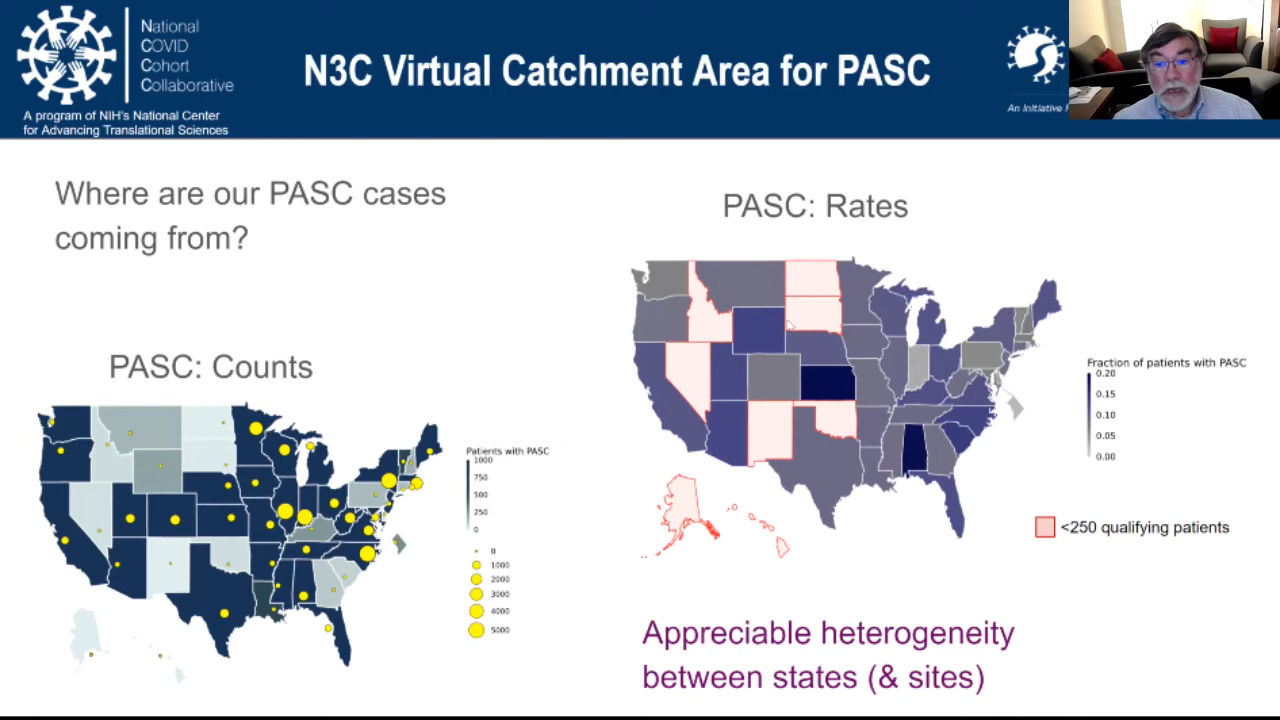 National
COVID
Cohort
Collaborative
A program of NIH's National Center
for Advancing Translational Sciences
N3C Virtual Catchment Area for PASC
An Initiative
Where are our PASC cases
coming from?
PASC: Counts
Patients with PASC
1000
750
500
250
0
0
1000
2000
3000
4000
5000
PASC: Rates
Fraction of patients with PASC
0.20
0.15
0.10
0.05
0.00
<250 qualifying patients
Appreciable heterogeneity
between states (& sites)